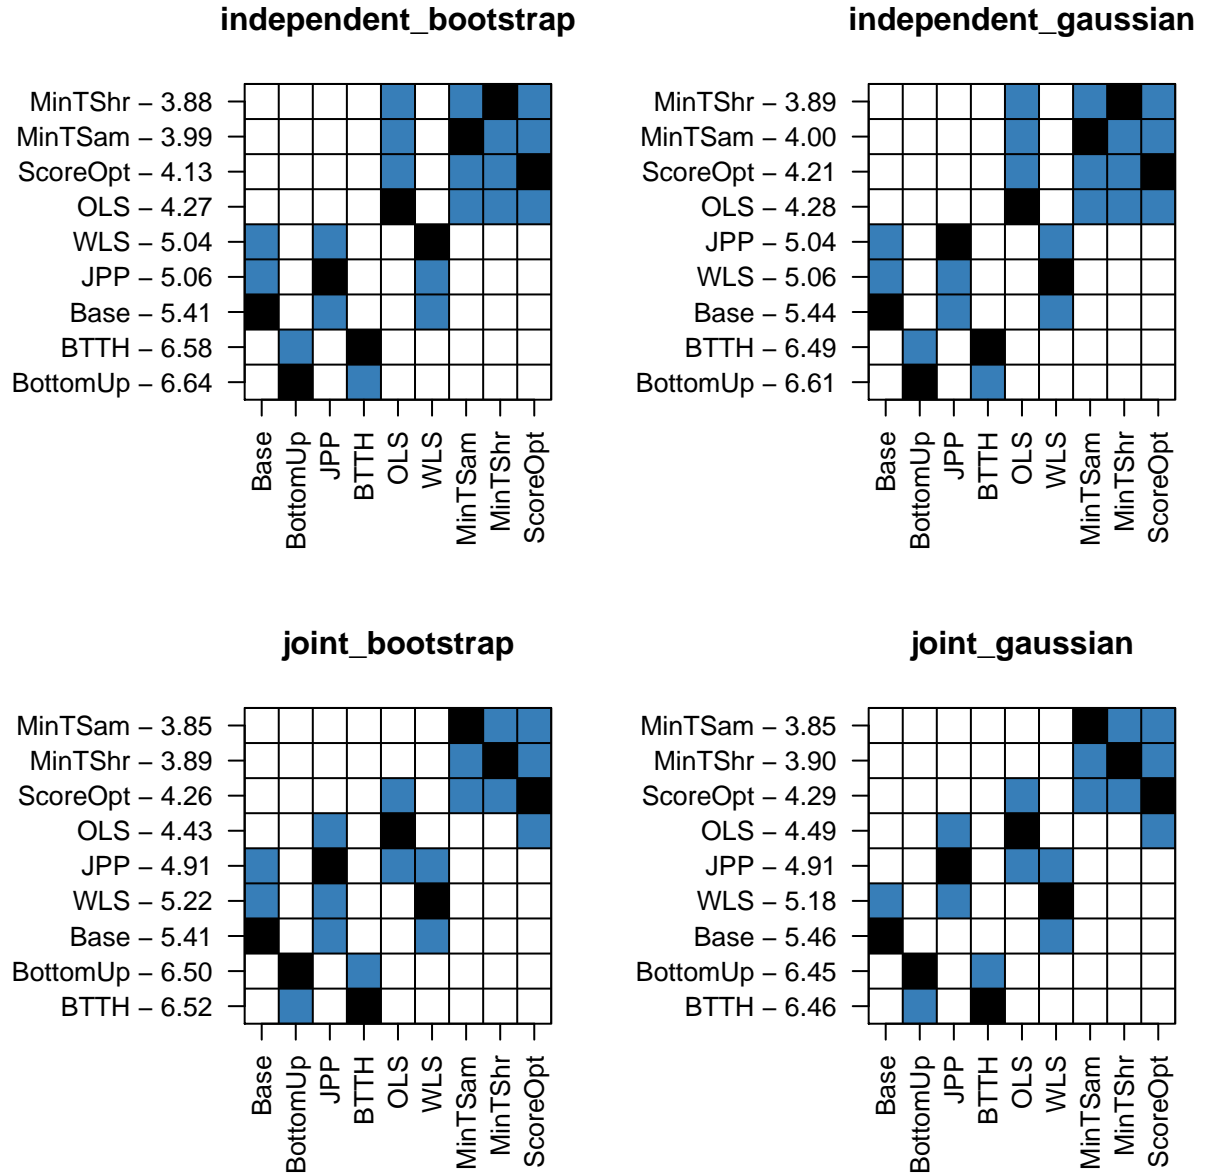 independent_bootstrap
MinTShr – 3.88
MinTSam – 3.99
ScoreOpt – 4.13
OLS – 4.27
WLS – 5.04
JPP – 5.06
Base – 5.41
BTTH – 6.58
BottomUp – 6.64
Base
BottomUp
JPP
BTTH
OLS
WLS
MinTSam
MinTShr
ScoreOpt
independent_gaussian
MinTShr – 3.89
MinTSam – 4.00
ScoreOpt – 4.21
OLS – 4.28
JPP – 5.04
WLS – 5.06
Base – 5.44
BTTH – 6.49
BottomUp – 6.61
Base
BottomUp
JPP
BTTH
OLS
WLS
MinTSam
MinTShr
ScoreOpt
joint_bootstrap
MinTSam – 3.85
MinTShr – 3.89
ScoreOpt – 4.26
OLS – 4.43
JPP – 4.91
WLS – 5.22
Base – 5.41
BottomUp – 6.50
BTTH – 6.52
Base
BottomUp
JPP
BTTH
OLS
WLS
MinTSam
MinTShr
ScoreOpt
joint_gaussian
MinTSam – 3.85
MinTShr – 3.90
ScoreOpt – 4.29
OLS – 4.49
JPP – 4.91
WLS – 5.18
Base – 5.46
BottomUp – 6.45
BTTH – 6.46
Base
BottomUp
JPP
BTTH
OLS
WLS
MinTSam
MinTShr
ScoreOpt